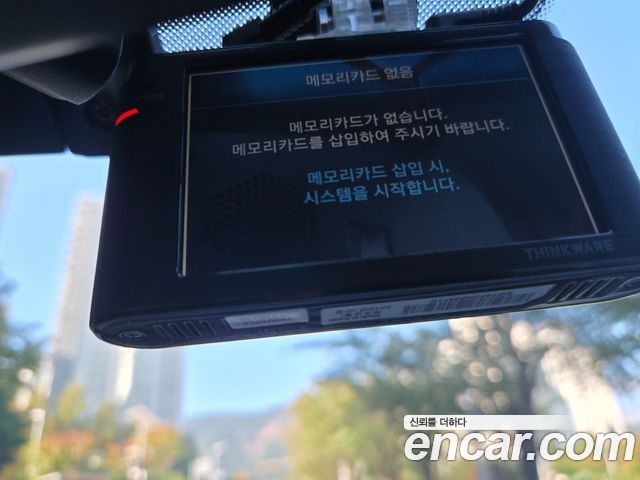 메모리카드 없음
메모리카드가 없습니다.
메모리카드를 삽입하여 주시기 바랍니다.
메모리카드 삽입 시,
시스템을 시작합니다.
THINKWARE
신뢰를 더하다
encar.com